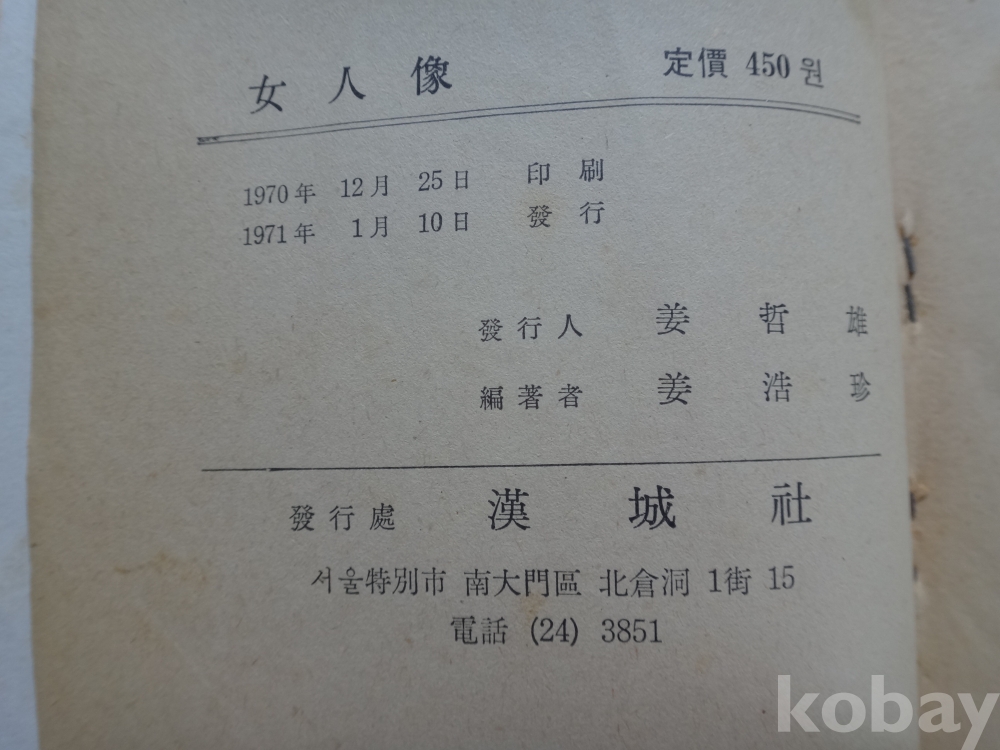 女人像 定價 450원
1970年 12月 25日 印刷
1971年 1月 10日 發行
發行人 姜哲雄
編著者 姜浩珍
發行處 漢城社
서울特別市 南大門區 北倉洞 1街 15
電話 (24) 3851
kobay